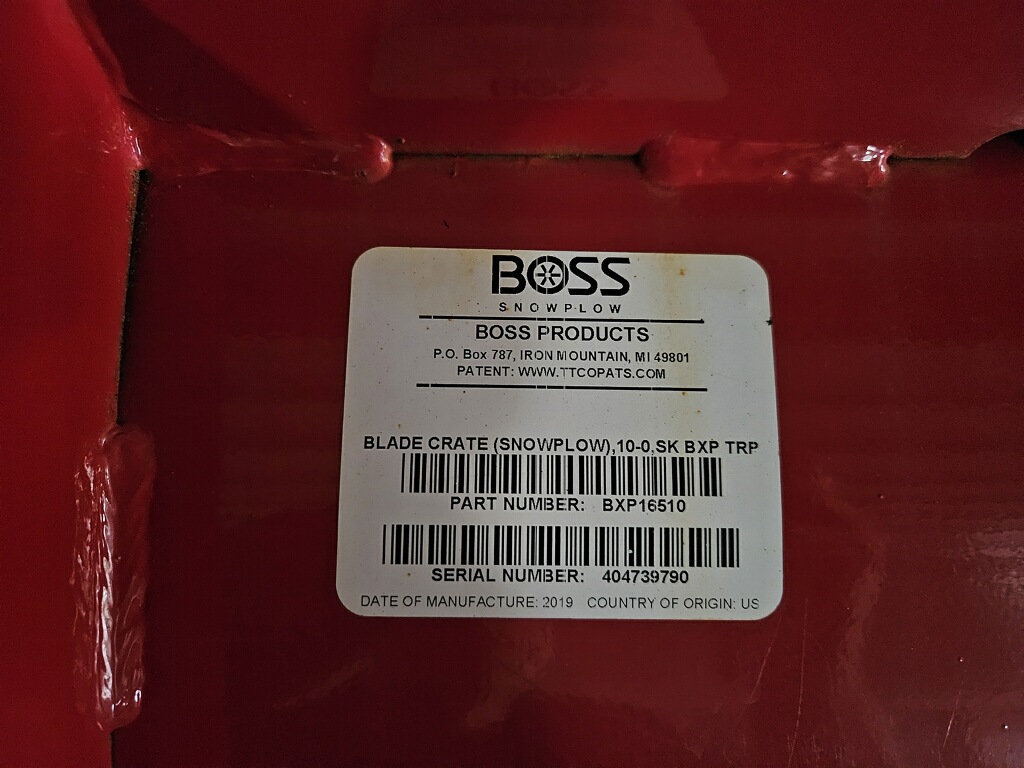 BOSS
SNOWPLOW
BOSS PRODUCTS
P.O. Box 787, IRON MOUNTAIN, MI 49801
PATENT: WWW.TTCOPATS.COM
BLADE CRATE (SNOWPLOW),10-0,SK BXP TRP
PART NUMBER: BXP16510
SERIAL NUMBER: 404739790
DATE OF MANUFACTURE: 2019 COUNTRY OF ORIGIN: US